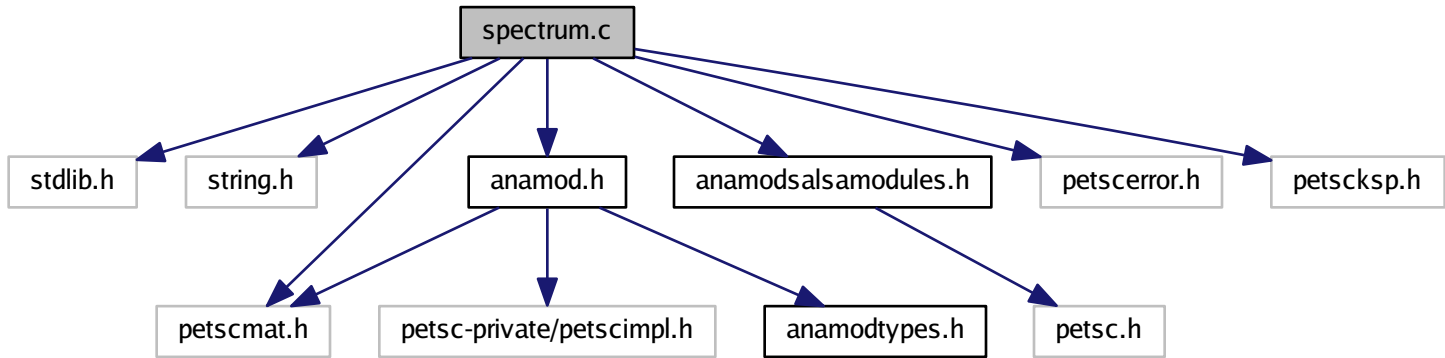 spectrum.c
stdlib.h
string.h
anamod.h
anamodsalsamodules.h
petscerror.h
petscksp.h
petscmat.h
petsc-private/petscimpl.h
anamodtypes.h
petsc.h